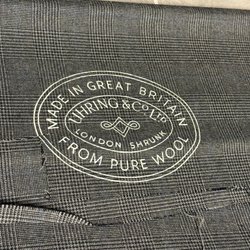 MADE IN GREAT BRITAIN
UHRING & CO. LTD
LONDON SHRUNK
FROM PURE WOOL